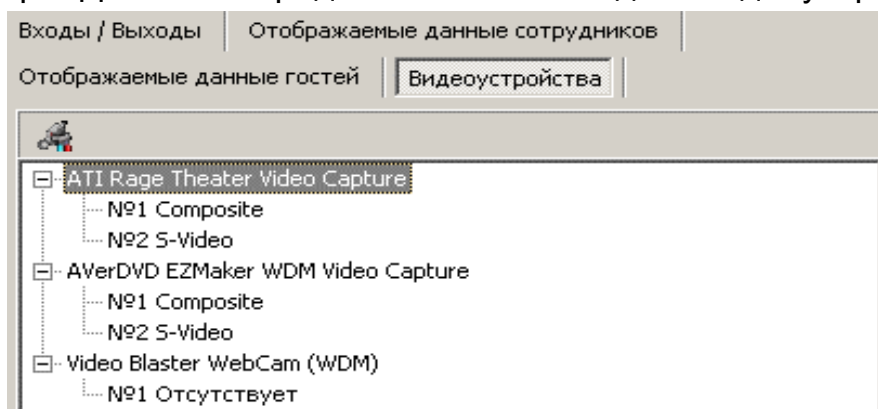 Входы / Выходы Отображаемые данные сотрудников
Отображаемые данные гостей Видеоустройства
ATI Rage Theater Video Capture
№1 Composite
№2 S-Video
AVerDVD EZMaker WDM Video Capture
№1 Composite
№2 S-Video
Video Blaster WebCam (WDM)
№1 Отсутствует